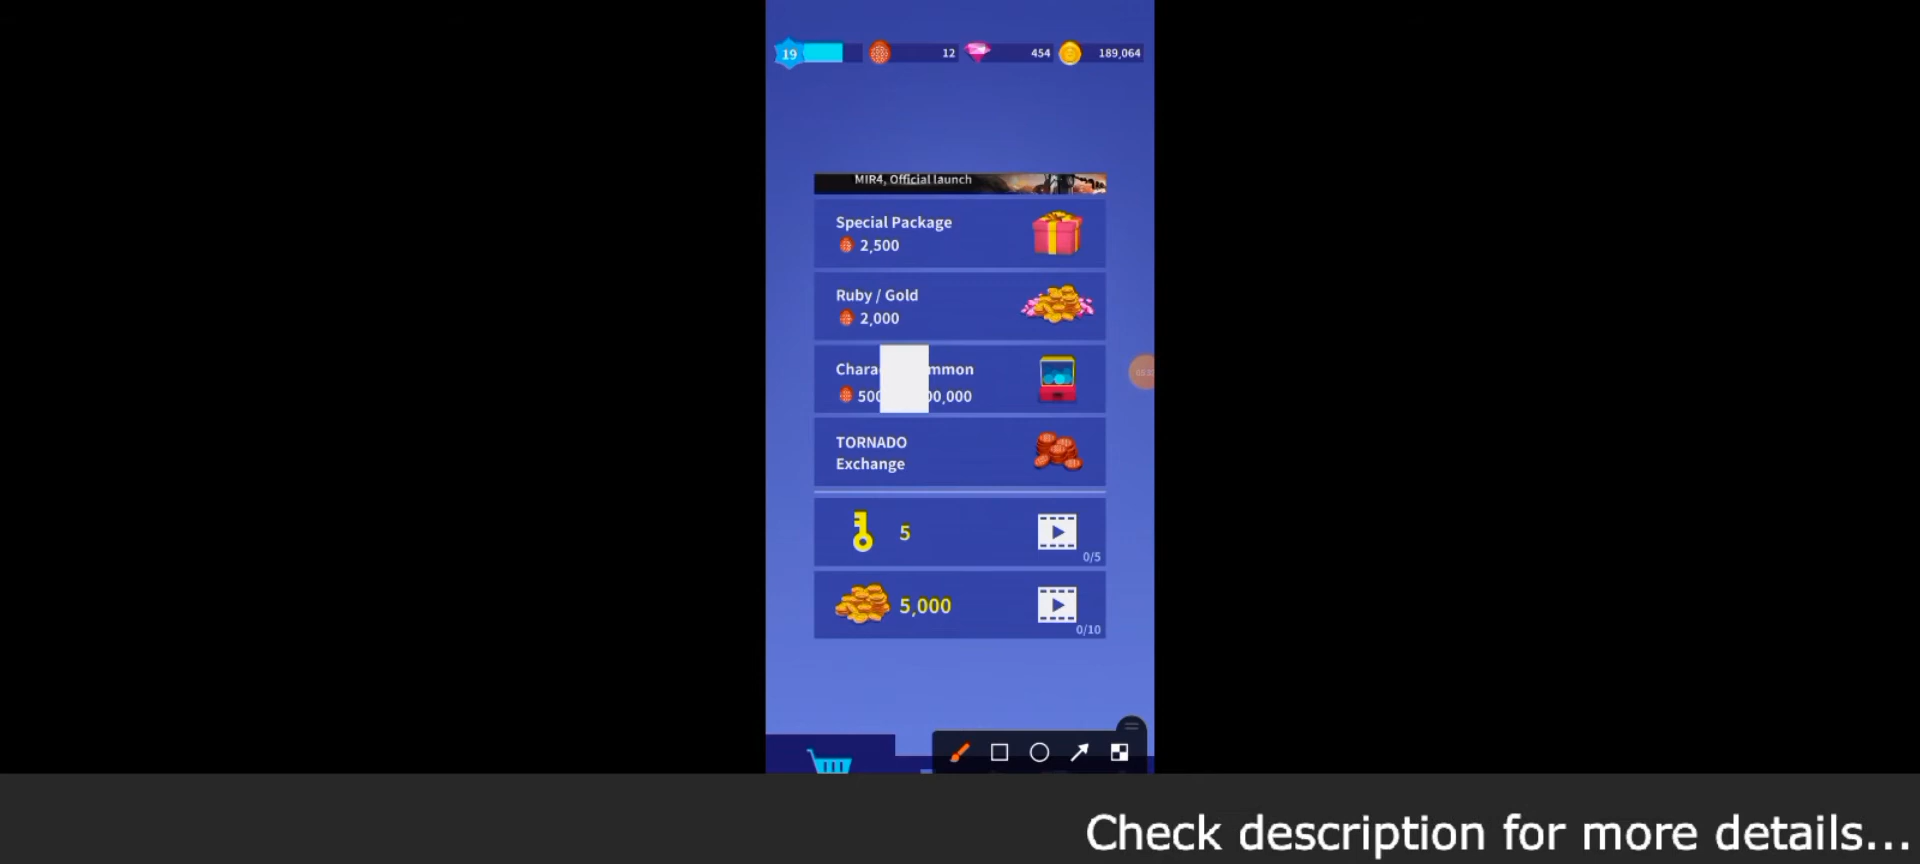 19 12 454 189,064
MIR4, Official launch
Special Package
2,500
Ruby / Gold
2,000
Chara mmon
500 00,000
TORNADO
Exchange
5
0/5
5,000
0/10
Check description for more details...